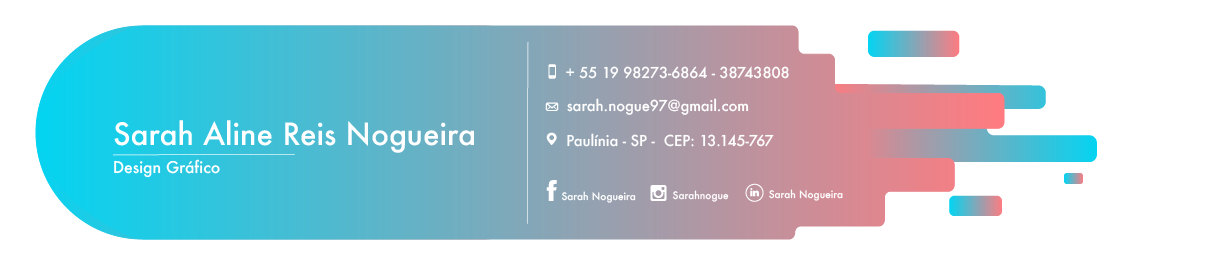 Sarah Aline Reis Nogueira
Design Gráfico
+ 55 19 98273-6864 - 38743808
sarah.nogue97@gmail.com
Paulínia - SP - CEP: 13.145-767
Sarah Nogueira Sarahnogue Sarah Nogueira